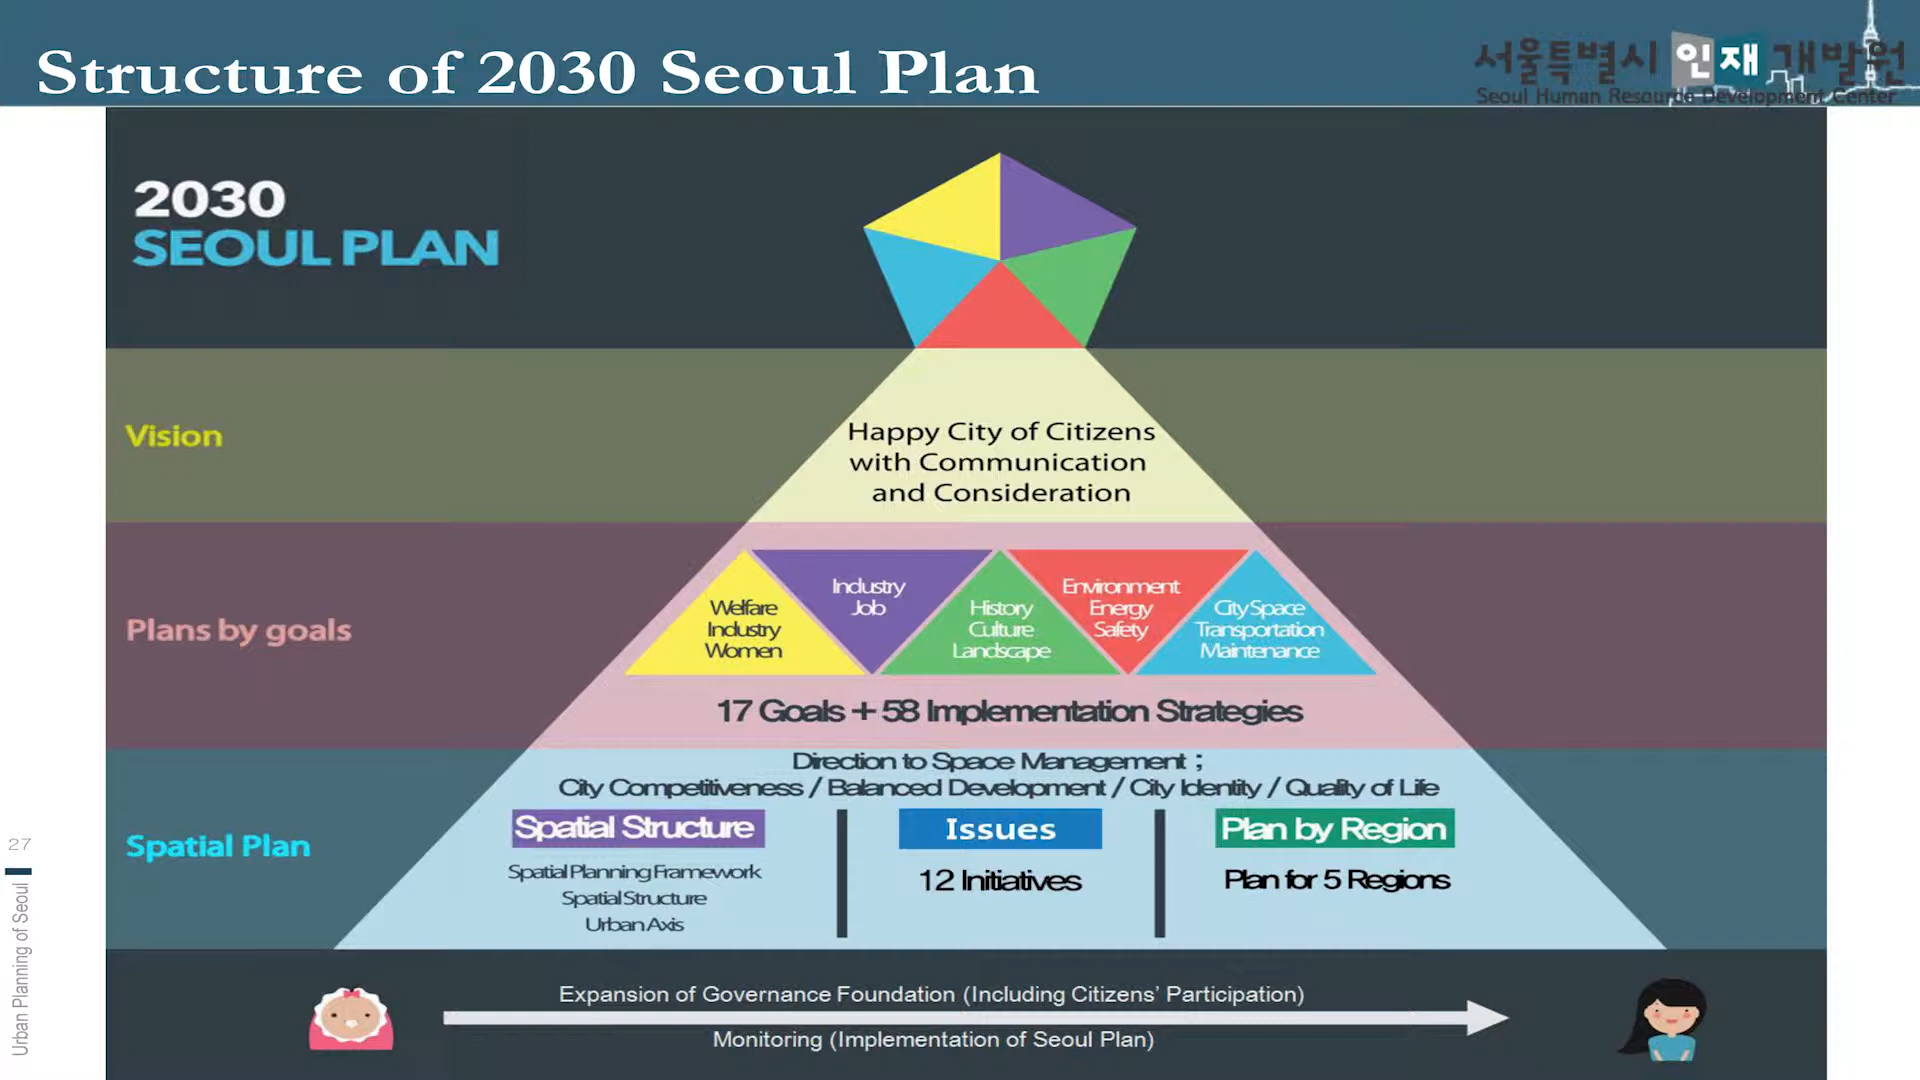 Structure of 2030 Seoul Plan
서울특별시 인재개발원
Seoul Human Resource Development Center
2030
SEOUL PLAN
Vision
Happy City of Citizens
with Communication
and Consideration
Plans by goals
Welfare
Industry
Women
Industry
Job
History
Culture
Landscape
Environment
Energy
Safety
City Space
Transportation
Maintenance
17 Goals + 58 Implementation Strategies
Spatial Plan
Direction to Space Management ;
City Competitiveness / Balanced Development / City Identity / Quality of Life
Spatial Structure
Spatial Planning Framework
Spatial Structure
Urban Axis
Issues
12 Initiatives
Plan by Region
Plan for 5 Regions
Expansion of Governance Foundation (Including Citizens' Participation)
Monitoring (Implementation of Seoul Plan)
27
Urban Planning of Seoul